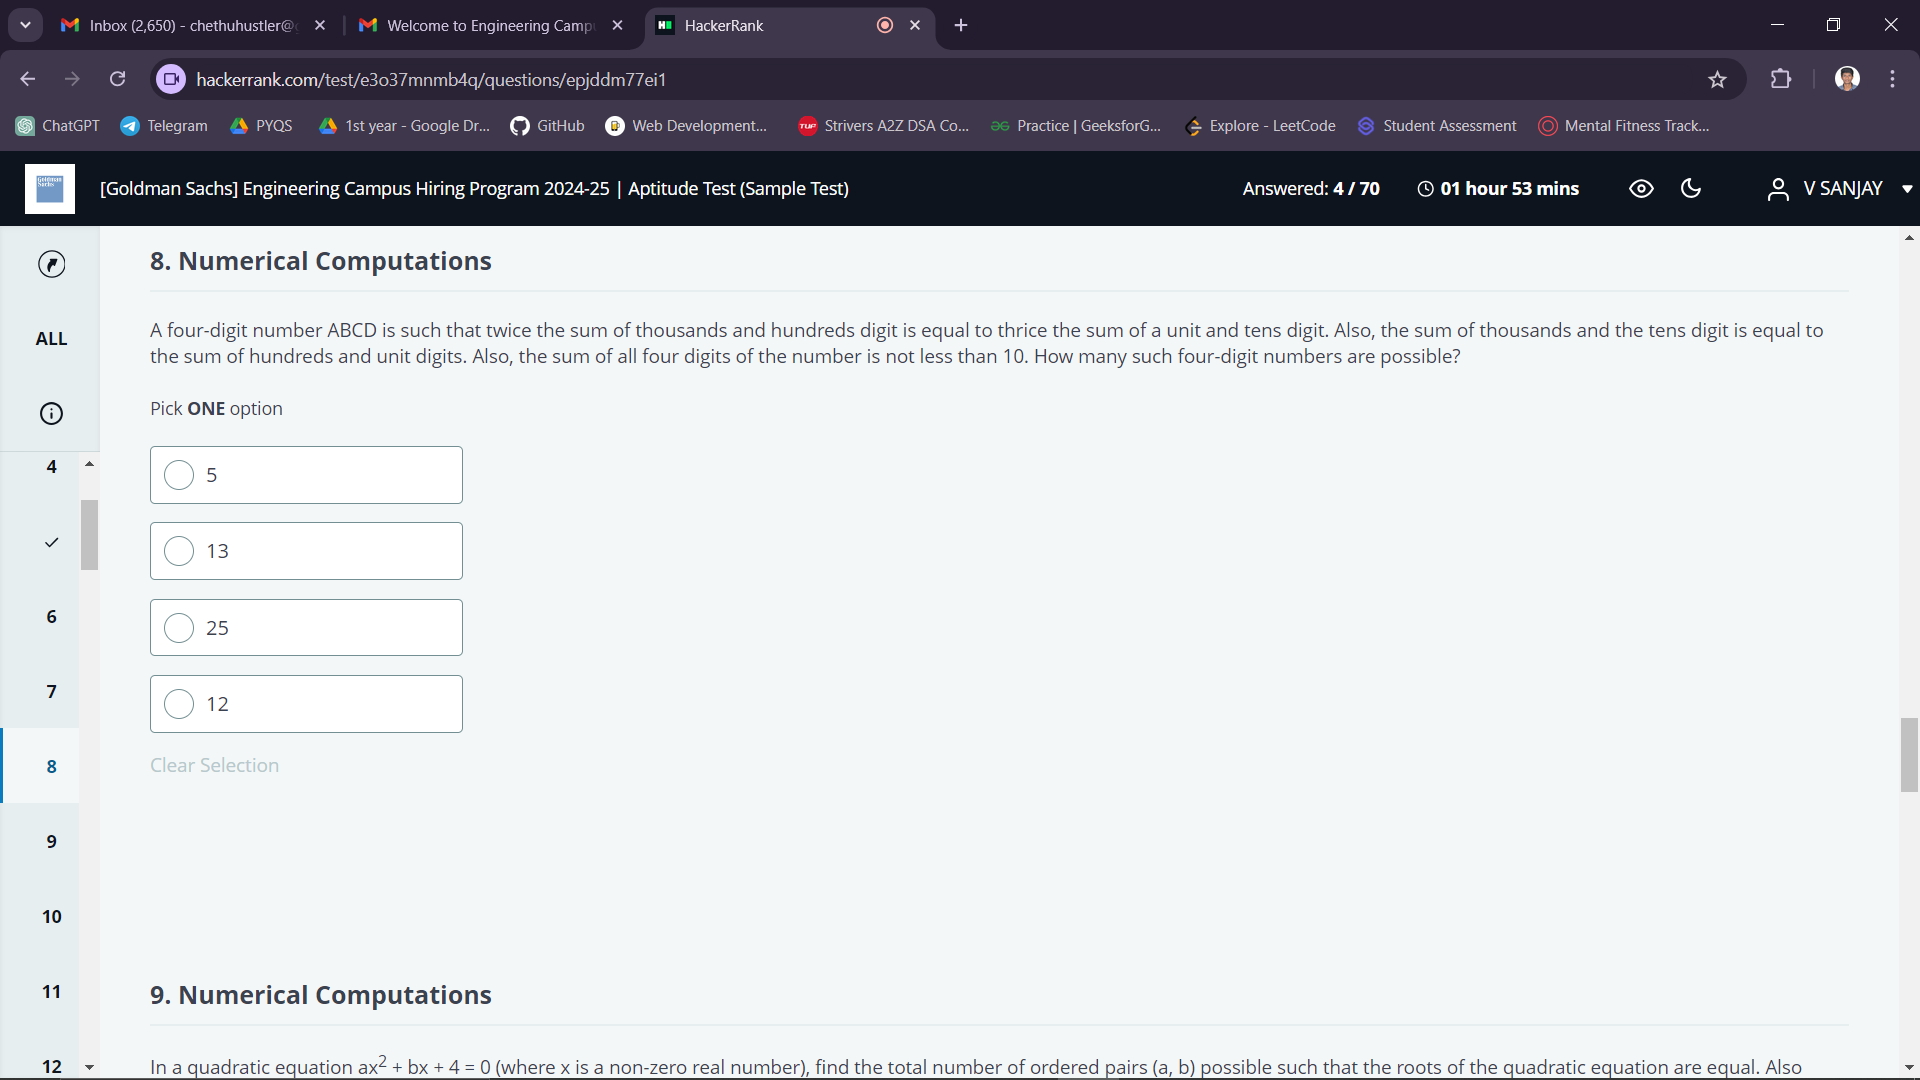 Inbox (2,650) - chethuhustler@
Welcome to Engineering Camp
HackerRank
hackerrank.com/test/e3o37mnmb4q/questions/epjddm77ei1
ChatGPT
Telegram
PYQS
1st year - Google Dr...
GitHub
Web Development...
TUF
Strivers A2Z DSA Co...
Practice | GeeksforG...
Explore - LeetCode
Student Assessment
Mental Fitness Track...
Goldman
Sachs
[Goldman Sachs] Engineering Campus Hiring Program 2024-25 | Aptitude Test (Sample Test)
Answered: 4 / 70
01 hour 53 mins
V SANJAY
ALL
4
6
7
8
9
10
11
12
8. Numerical Computations
A four-digit number ABCD is such that twice the sum of thousands and hundreds digit is equal to thrice the sum of a unit and tens digit. Also, the sum of thousands and the tens digit is equal to
the sum of hundreds and unit digits. Also, the sum of all four digits of the number is not less than 10. How many such four-digit numbers are possible?
Pick ONE option
5
13
25
12
Clear Selection
9. Numerical Computations
In a quadratic equation ax² + bx + 4 = 0 (where x is a non-zero real number), find the total number of ordered pairs (a, b) possible such that the roots of the quadratic equation are equal. Also